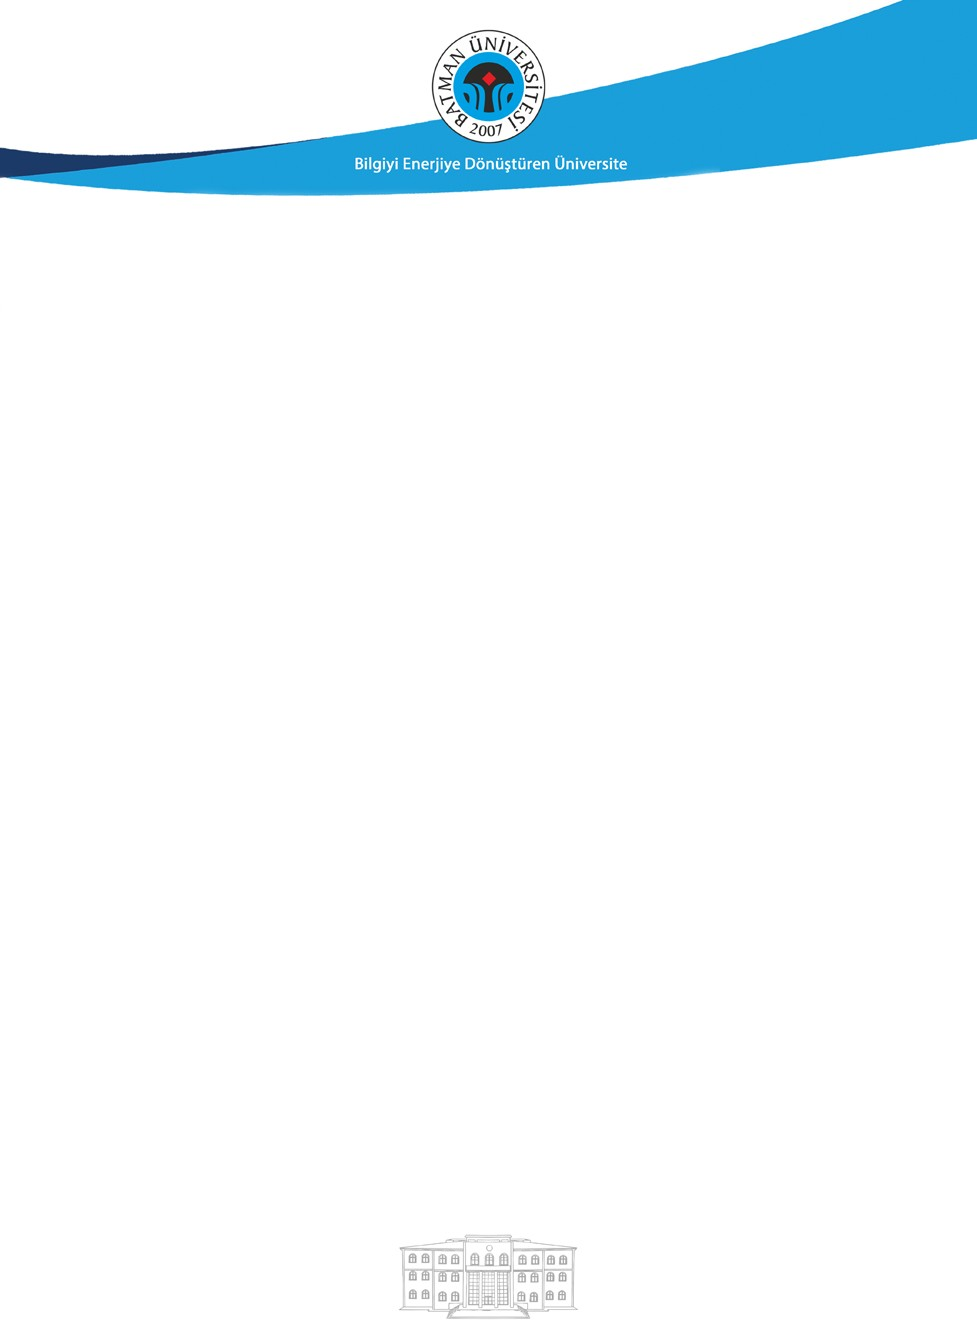 BATMAN ÜNİVERSİTESİ
2007
Bilgiyi Enerjiye Dönüştüren Üniversite